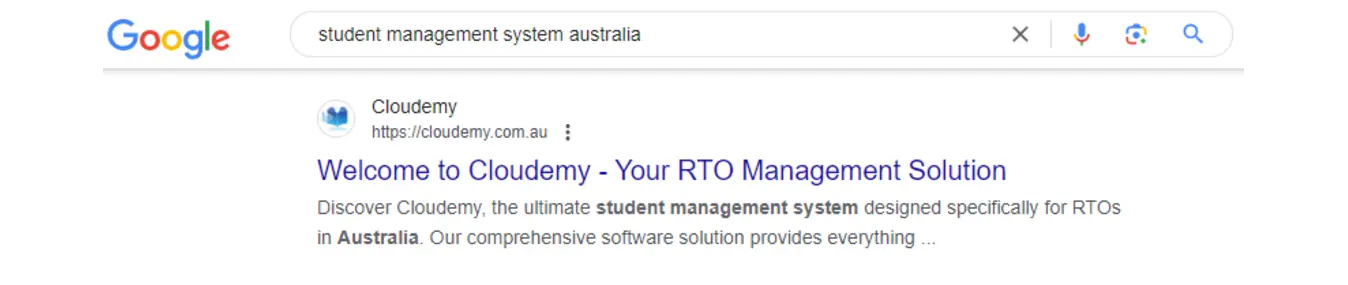 Google
student management system australia
Cloudemy
https://cloudemy.com.au
Welcome to Cloudemy - Your RTO Management Solution
Discover Cloudemy, the ultimate student management system designed specifically for RTOs
in Australia. Our comprehensive software solution provides everything ...